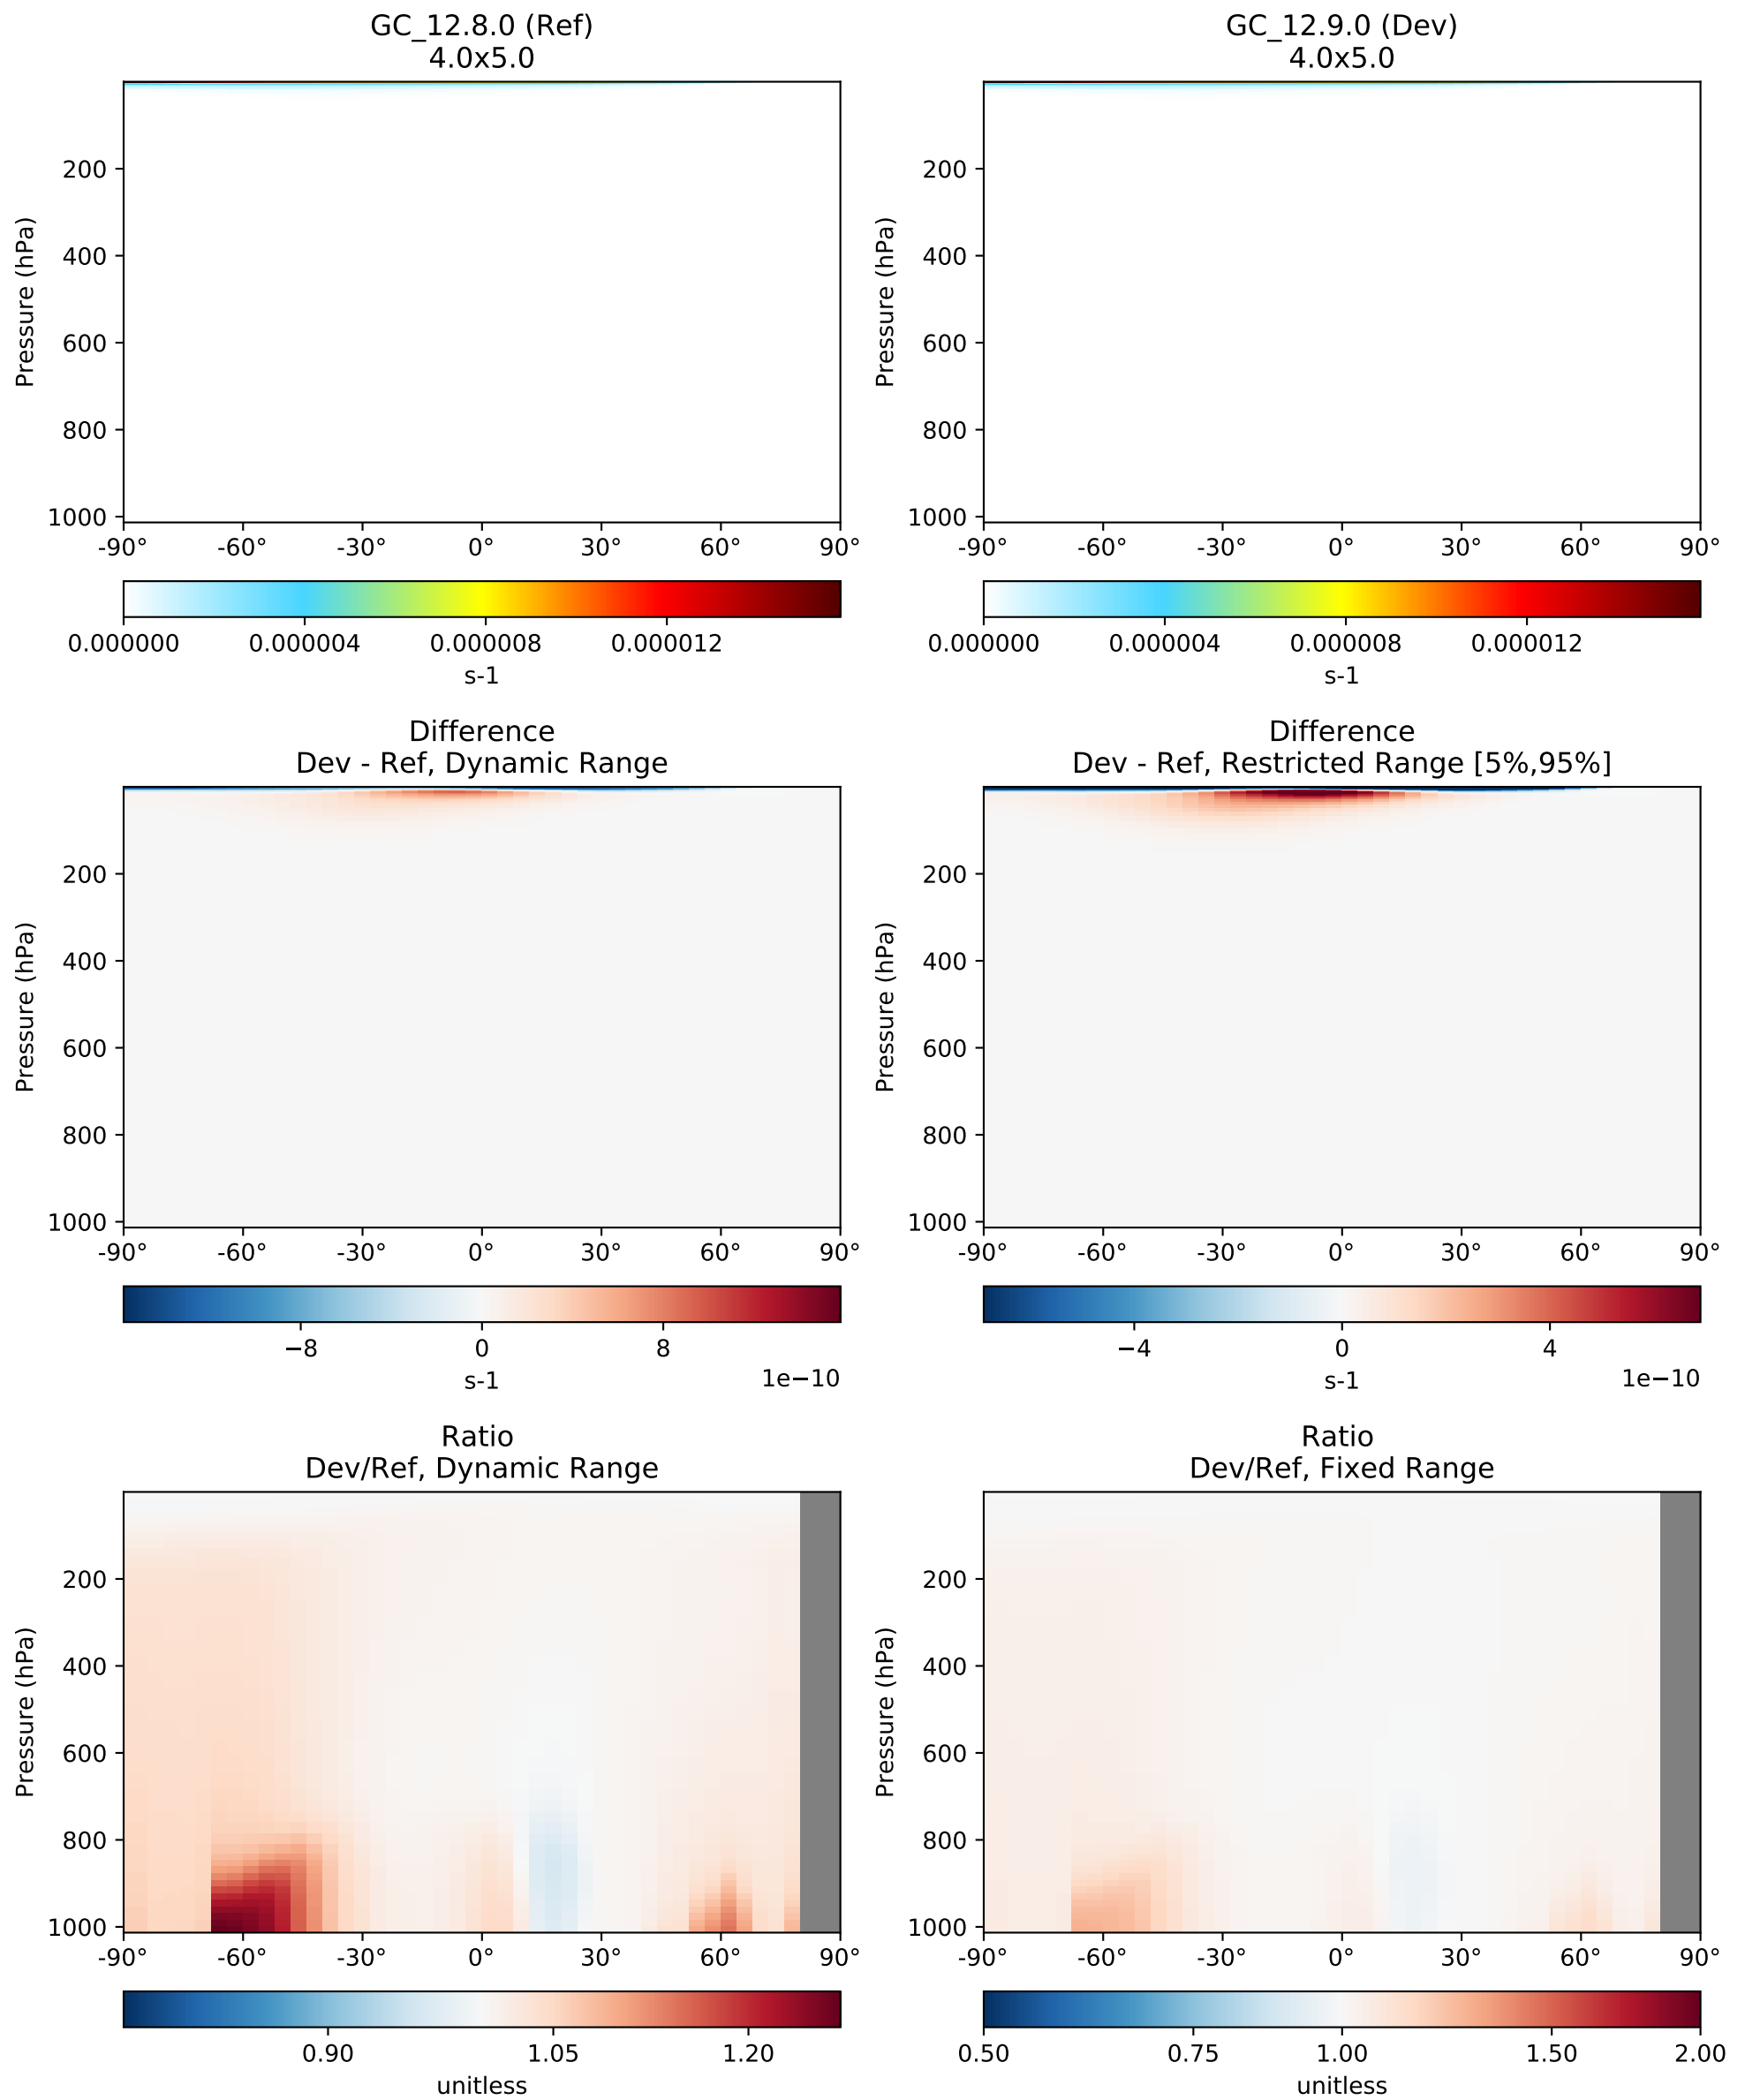 GC_12.8.0 (Ref)
4.0x5.0
Pressure (hPa)
200
400
600
800
1000
-90° -60° -30° 0° 30° 60° 90°
0.000000 0.000004 0.000008 0.000012
s-1
GC_12.9.0 (Dev)
4.0x5.0
Pressure (hPa)
200
400
600
800
1000
-90° -60° -30° 0° 30° 60° 90°
0.000000 0.000004 0.000008 0.000012
s-1
Difference
Dev - Ref, Dynamic Range
Pressure (hPa)
200
400
600
800
1000
-90° -60° -30° 0° 30° 60° 90°
−8 0 8
s-1
1e−10
Difference
Dev - Ref, Restricted Range [5%,95%]
Pressure (hPa)
200
400
600
800
1000
-90° -60° -30° 0° 30° 60° 90°
−4 0 4
s-1
1e−10
Ratio
Dev/Ref, Dynamic Range
Pressure (hPa)
200
400
600
800
1000
-90° -60° -30° 0° 30° 60° 90°
0.90 1.05 1.20
unitless
Ratio
Dev/Ref, Fixed Range
Pressure (hPa)
200
400
600
800
1000
-90° -60° -30° 0° 30° 60° 90°
0.50 0.75 1.00 1.50 2.00
unitless